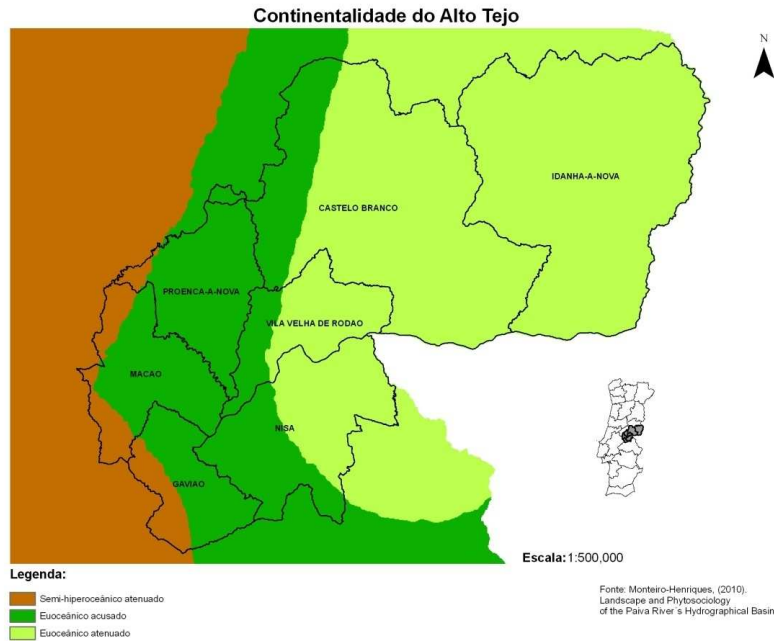 Continentalidade do Alto Tejo
N
IDANHA-A-NOVA
CASTELO BRANCO
PROENCA-A-NOVA
VILA VELHA DE RODAO
MACAO
NISA
GAVIAO
Escala:1:500,000
Legenda:
Semi-hiperoceânico atenuado
Euoceânico acusado
Euoceânico atenuado
Fonte: Monteiro-Henriques, (2010).
Landscape and Phytosociology
of the Paiva River´s Hydrographical Basin